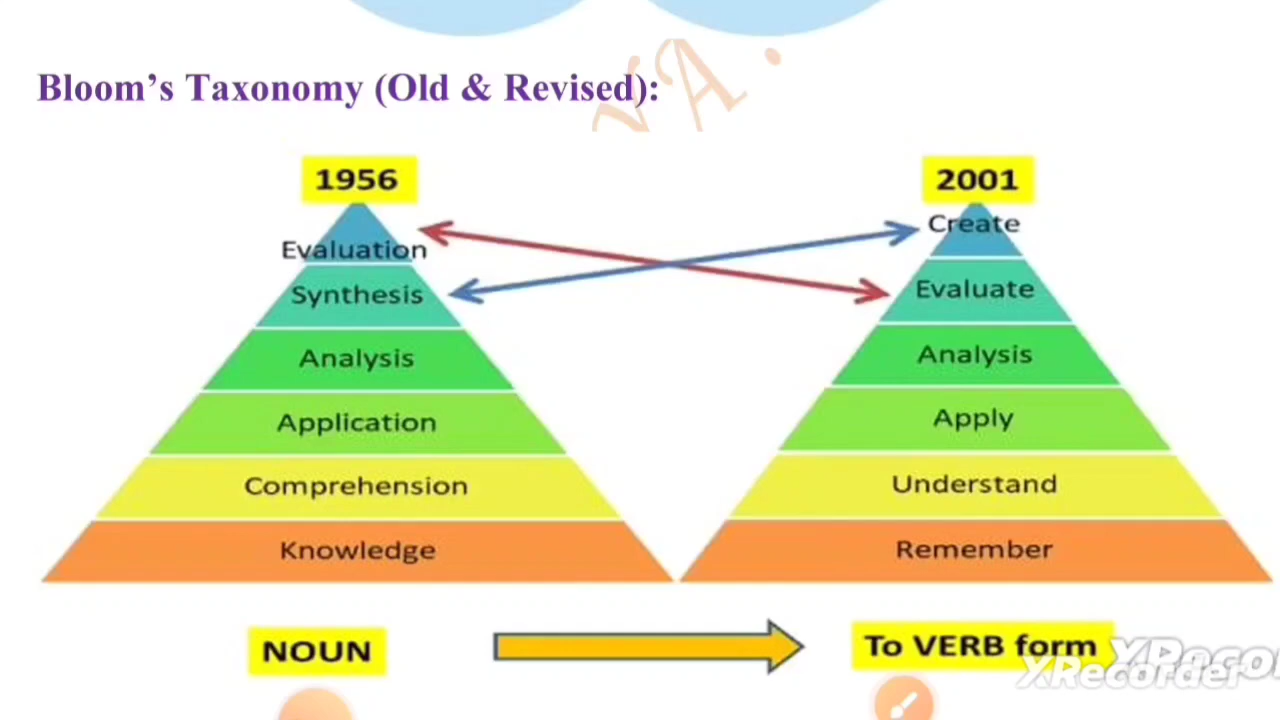 Bloom's Taxonomy (Old & Revised):
1956
Evaluation
Synthesis
Analysis
Application
Comprehension
Knowledge
NOUN
2001
Create
Evaluate
Analysis
Apply
Understand
Remember
To VERB form
XRecorder